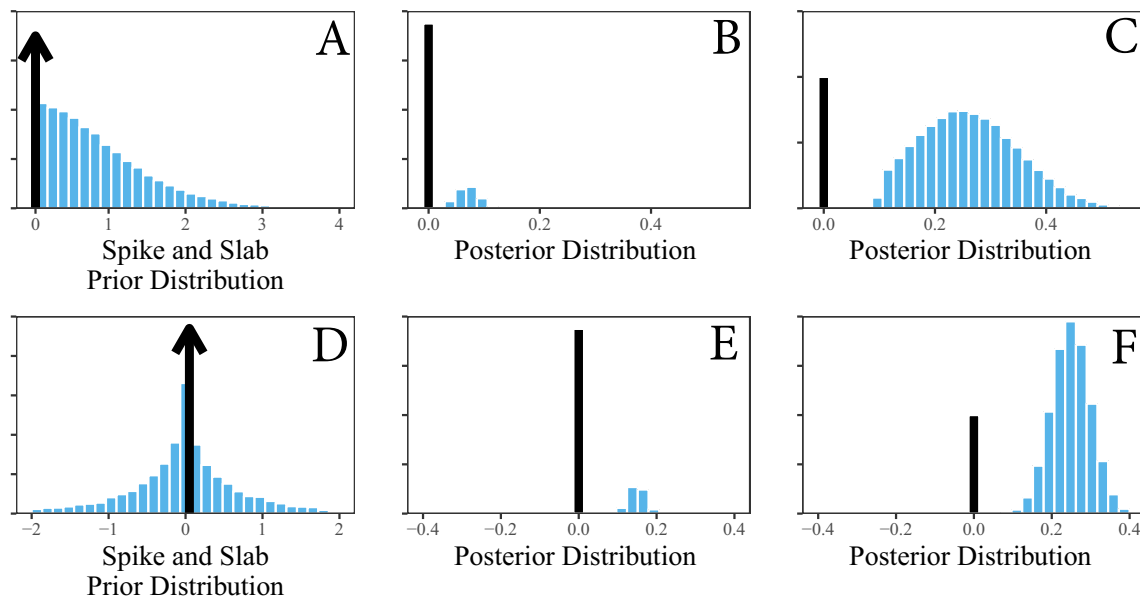 A
B
C
0 1 2 3 4
0.0 0.2 0.4
0.0 0.2 0.4
Spike and Slab
Prior Distribution
Posterior Distribution
Posterior Distribution
D
E
F
−2 −1 0 1 2
−0.4 −0.2 0.0 0.2 0.4
−0.4 −0.2 0.0 0.2 0.4
Spike and Slab
Prior Distribution
Posterior Distribution
Posterior Distribution